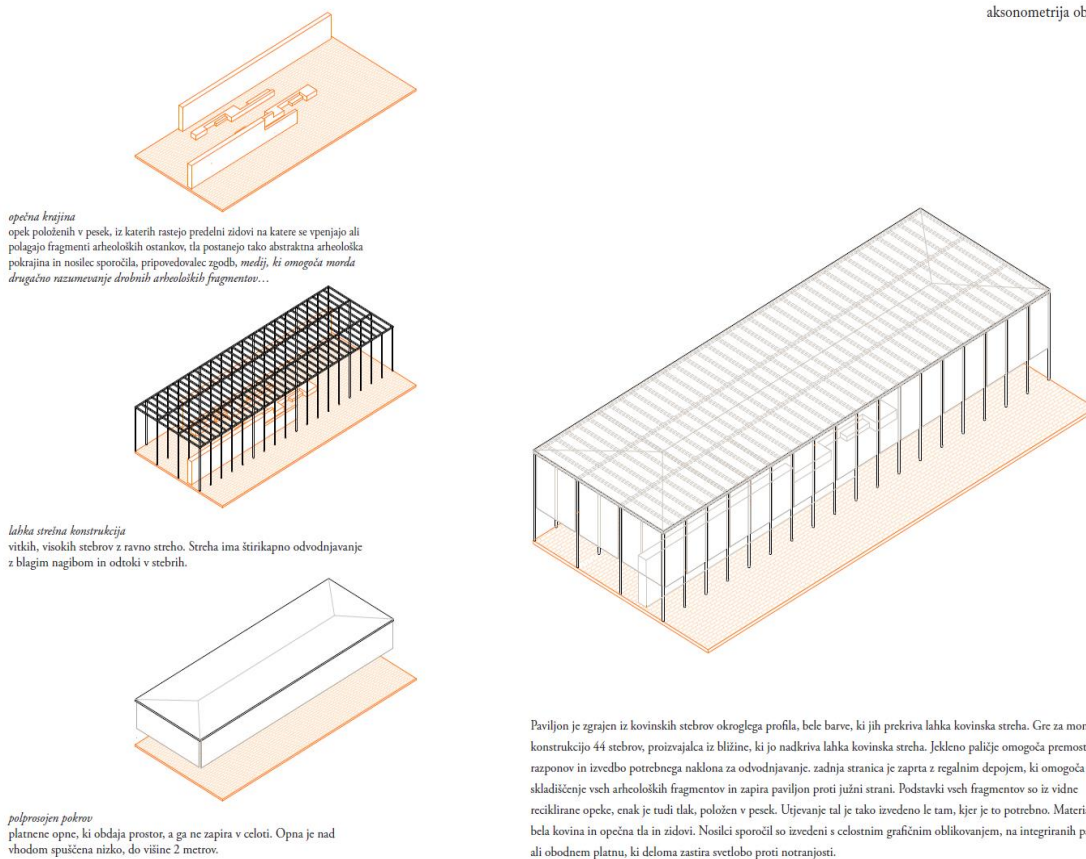 aksonometrija ob
opečna krajina
opek položenih v pesek, iz katerih rastejo predelni zidovi na katere se vpenjajo ali
polagajo fragmenti arheoloških ostankov, tla postanejo tako abstraktna arheološka
pokrajina in nosilec sporočila, pripovedovalec zgodb, medij, ki omogoča morda
drugačno razumevanje drobnih arheoloških fragmentov…
lahka strešna konstrukcija
vitkih, visokih stebrov z ravno streho. Streha ima štirikapno odvodnjavanje
z blagim nagibom in odtoki v stebrih.
polprosojen pokrov
platnene opne, ki obdaja prostor, a ga ne zapira v celoti. Opna je nad
vhodom spuščena nizko, do višine 2 metrov.
Paviljon je zgrajen iz kovinskih stebrov okroglega profila, bele barve, ki jih prekriva lahka kovinska streha. Gre za mon
konstrukcijo 44 stebrov, proizvajalca iz bližine, ki jo nadkriva lahka kovinska streha. Jekleno paličje omogoča premost
razponov in izvedbo potrebnega naklona za odvodnjavanje. zadnja stranica je zaprta z regalnim depojem, ki omogoča
skladiščenje vseh arheoloških fragmentov in zapira paviljon proti južni strani. Podstavki vseh fragmentov so iz vidne
reciklirane opeke, enak je tudi tlak, položen v pesek. Utjevanje tal je tako izvedeno le tam, kjer je to potrebno. Materia
bela kovina in opečna tla in zidovi. Nosilci sporočil so izvedeni s celostnim grafičnim oblikovanjem, na integriranih p
ali obodnem platnu, ki deloma zastira svetlobo proti notranjosti.